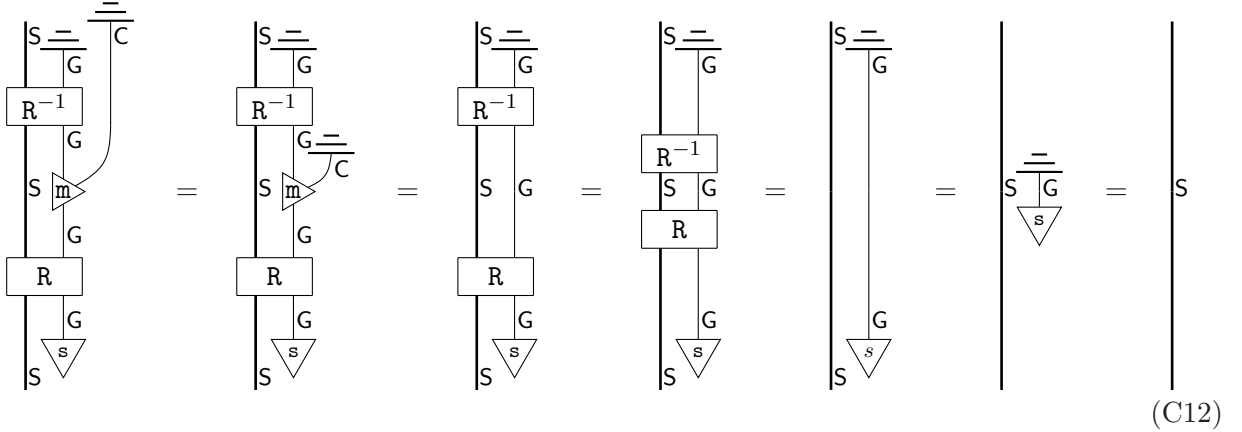 C
S S S S S
G G G G G
R⁻¹ R⁻¹ R⁻¹
G G
R⁻¹
C
S m = S m = S G = S G = = S G = S
s
G G R
R R R
G G G G G
s s s s s
S S S S S
(C12)